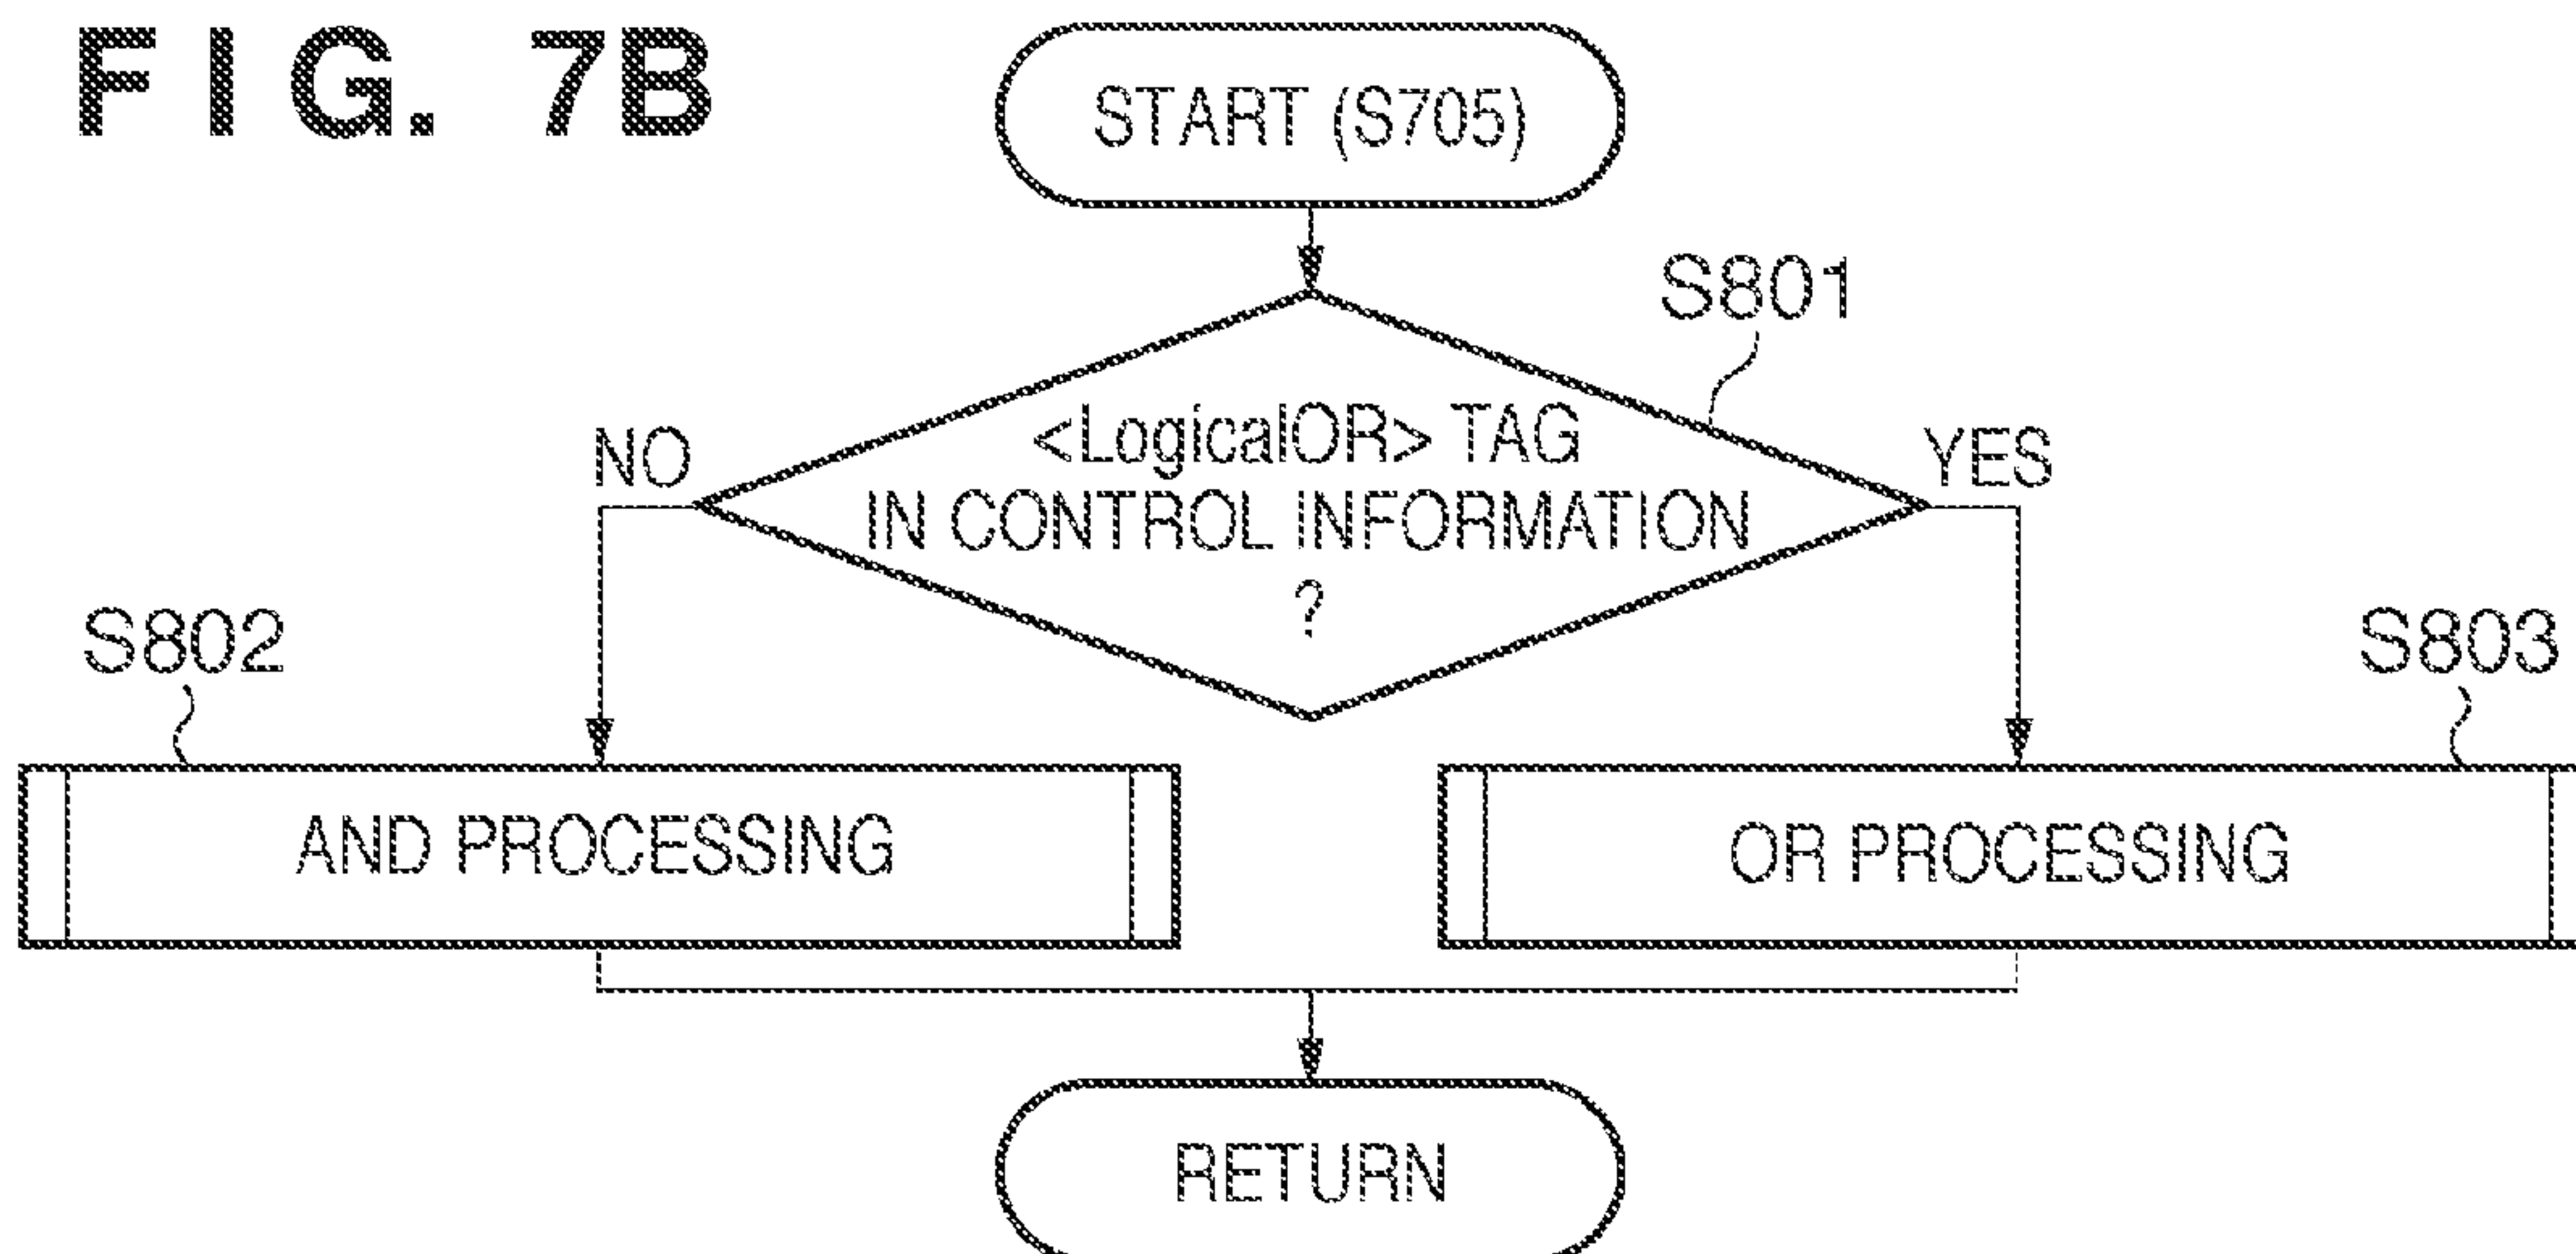 FIG. 7B
START (S705)
S801
<LogicalOR> TAG
IN CONTROL INFORMATION
?
NO
YES
S802
S803
AND PROCESSING
OR PROCESSING
RETURN